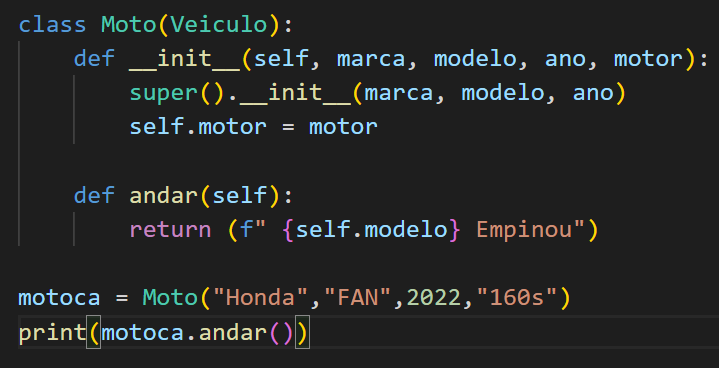 class Moto(Veiculo):
    def __init__(self, marca, modelo, ano, motor):
        super().__init__(marca, modelo, ano)
        self.motor = motor

    def andar(self):
        return (f" {self.modelo} Empinou")

motoca = Moto("Honda","FAN",2022,"160s")
print(motoca.andar())